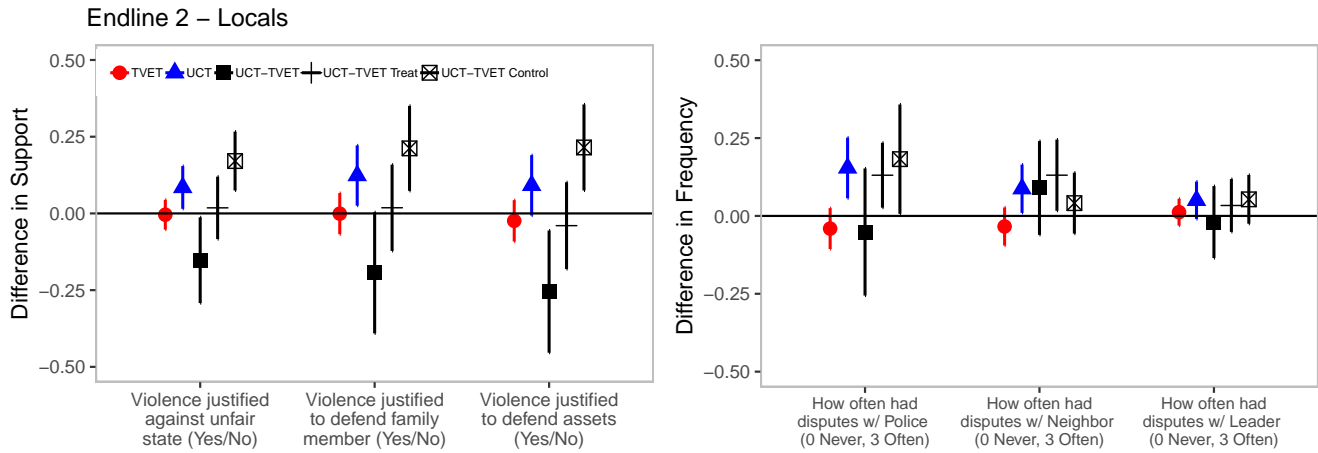 Endline 2 − Locals
Difference in Support
0.50
0.25
0.00
−0.25
−0.50
TVET UCT UCT−TVET UCT−TVET Treat UCT−TVET Control
Violence justified
against unfair
state (Yes/No)
Violence justified
to defend family
member (Yes/No)
Violence justified
to defend assets
(Yes/No)
Difference in Frequency
0.50
0.25
0.00
−0.25
−0.50
How often had
disputes w/ Police
(0 Never, 3 Often)
How often had
disputes w/ Neighbor
(0 Never, 3 Often)
How often had
disputes w/ Leader
(0 Never, 3 Often)